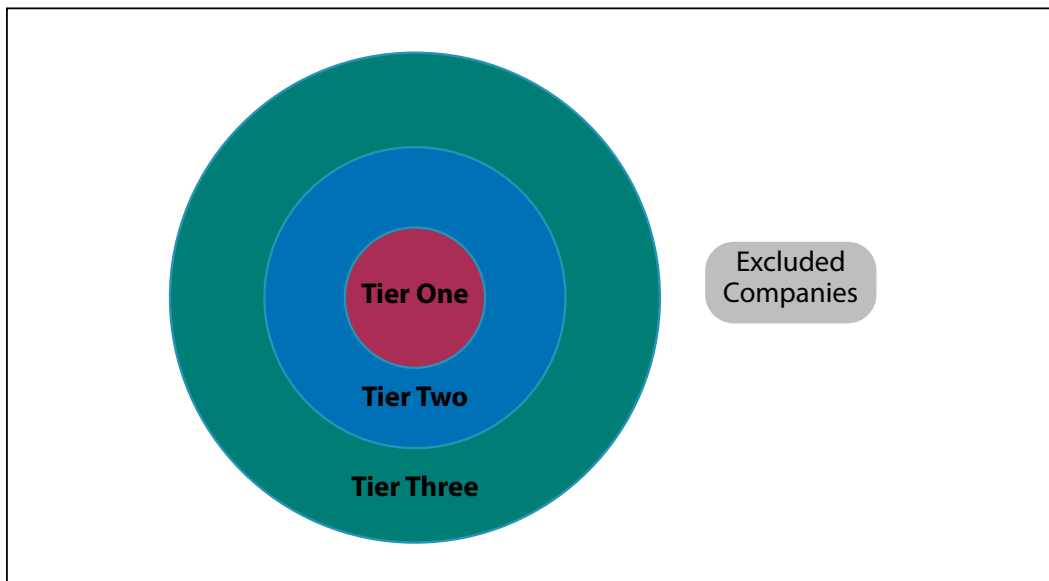 Tier One
Tier Two
Tier Three
Excluded
Companies